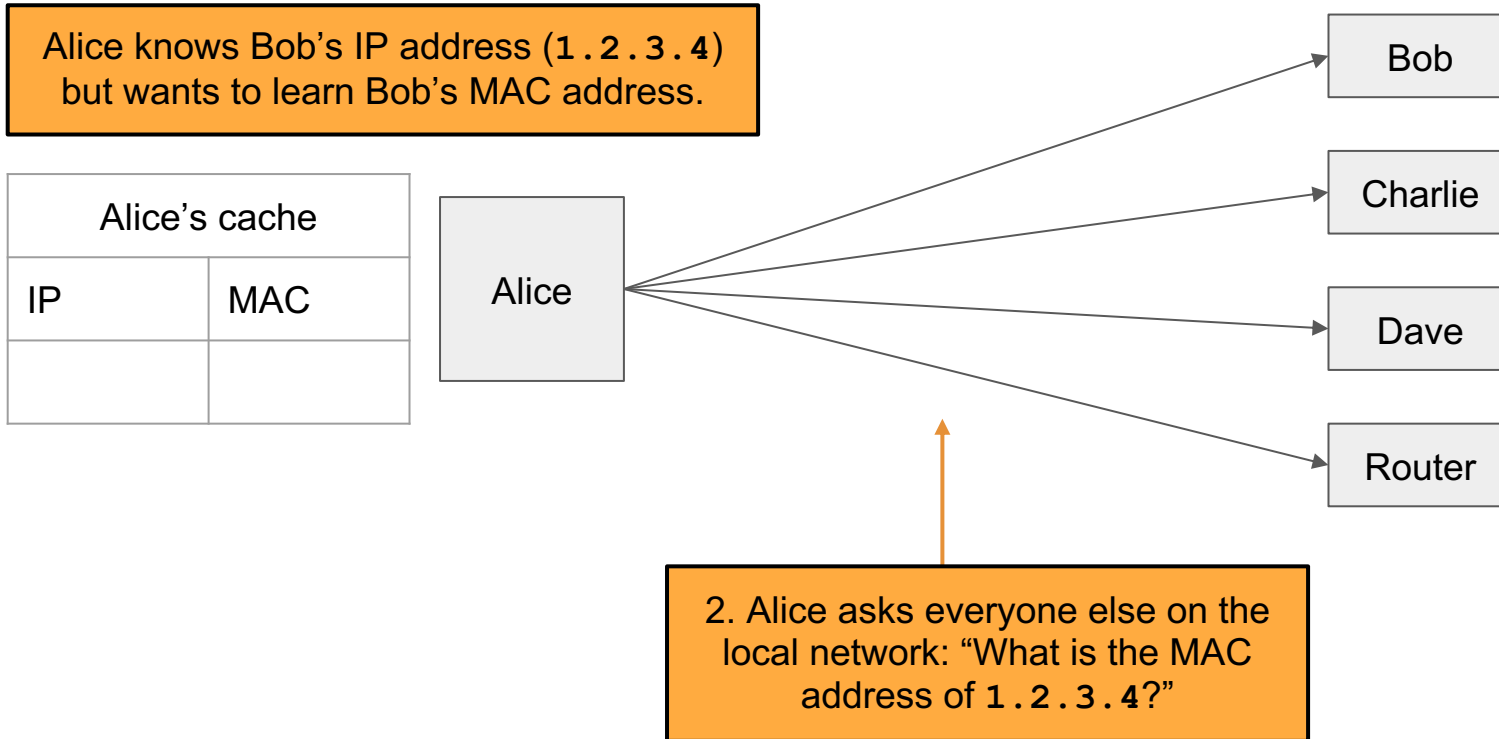 Alice knows Bob’s IP address (1.2.3.4)
but wants to learn Bob’s MAC address.
Alice’s cache
IP
MAC
Alice
Bob
Charlie
Dave
Router
2. Alice asks everyone else on the
local network: “What is the MAC
address of 1.2.3.4?”